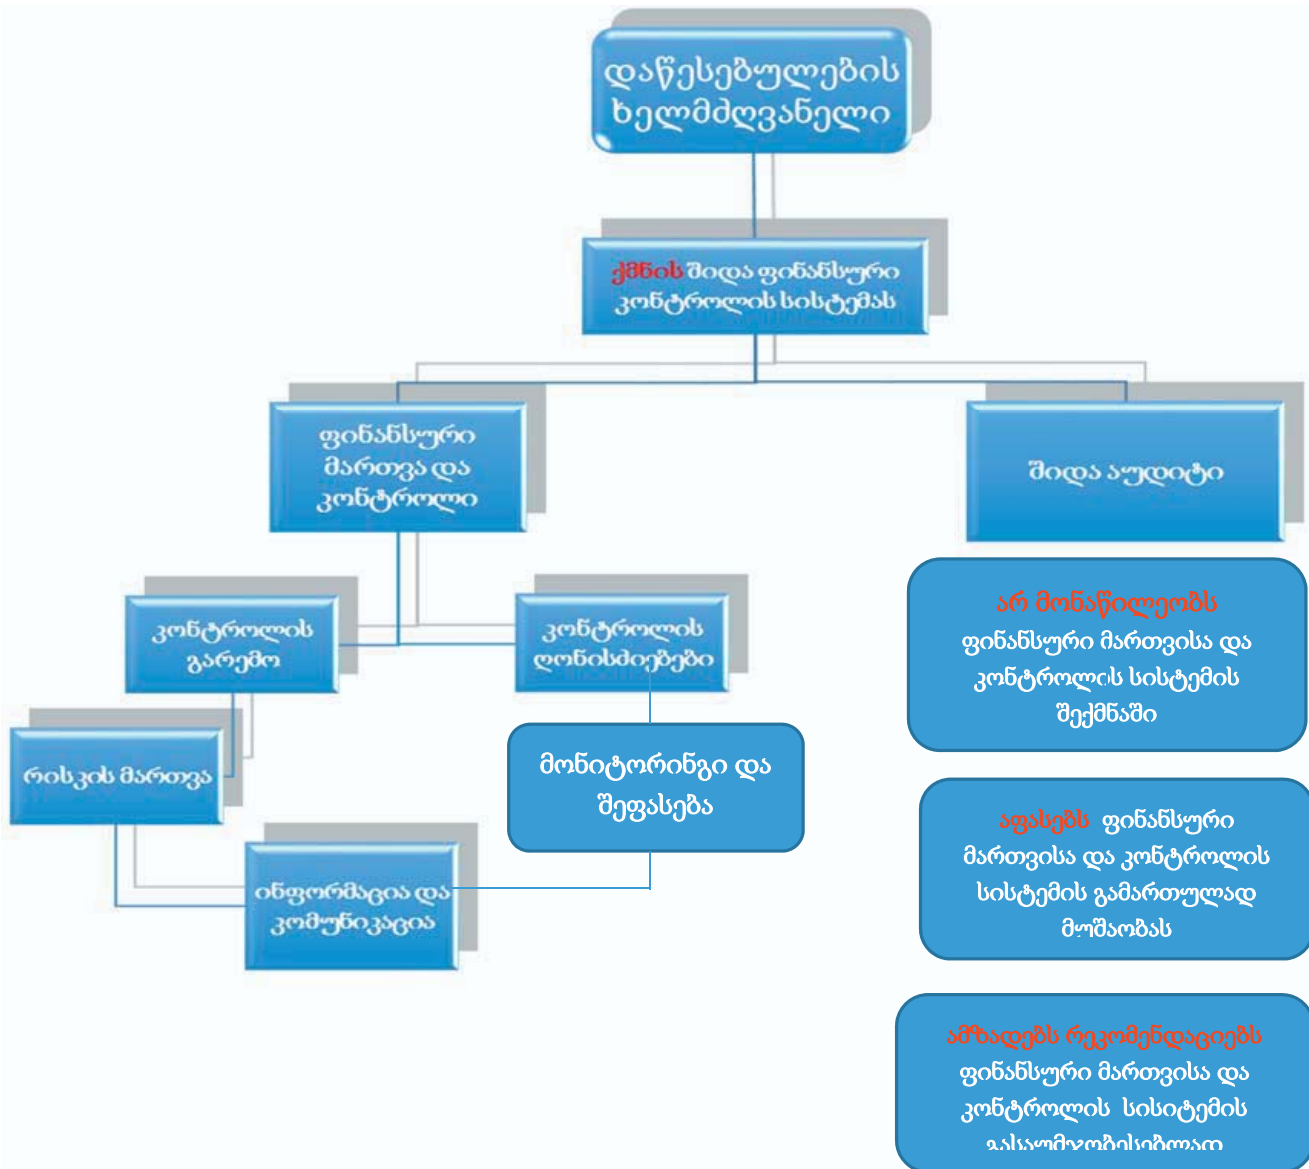 დაწესებულების
ხელმძღვანელი
ქმნის შიდა ფინანსური
კონტროლის სისტემას
ფინანსური
მართვა და
კონტროლი
შიდა აუდიტი
კონტროლის
გარემო
კონტროლის
ღონისძიებები
რისკის მართვა
მონიტორინგი და
შეფასება
ინფორმაცია და
კომუნიკაცია
არ მონაწილეობს
ფინანსური მართვისა და
კონტროლის სისტემის
შექმნაში
აფასებს ფინანსური
მართვისა და კონტროლის
სისტემის გამართულად
მუშაობას
ამზადებს რეკომენდაციებს
ფინანსური მართვისა და
კონტროლის სისიტემის
გასაუმჯობესებლად